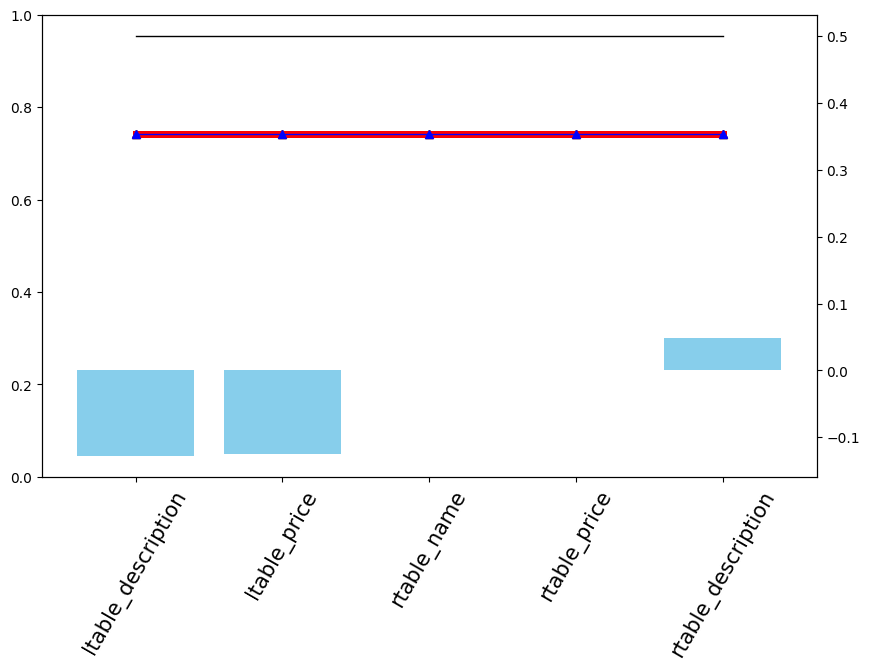 1.0
0.8
0.6
0.4
0.2
0.0
0.5
0.4
0.3
0.2
0.1
0.0
−0.1
ltable_description
ltable_price
rtable_name
rtable_price
rtable_description